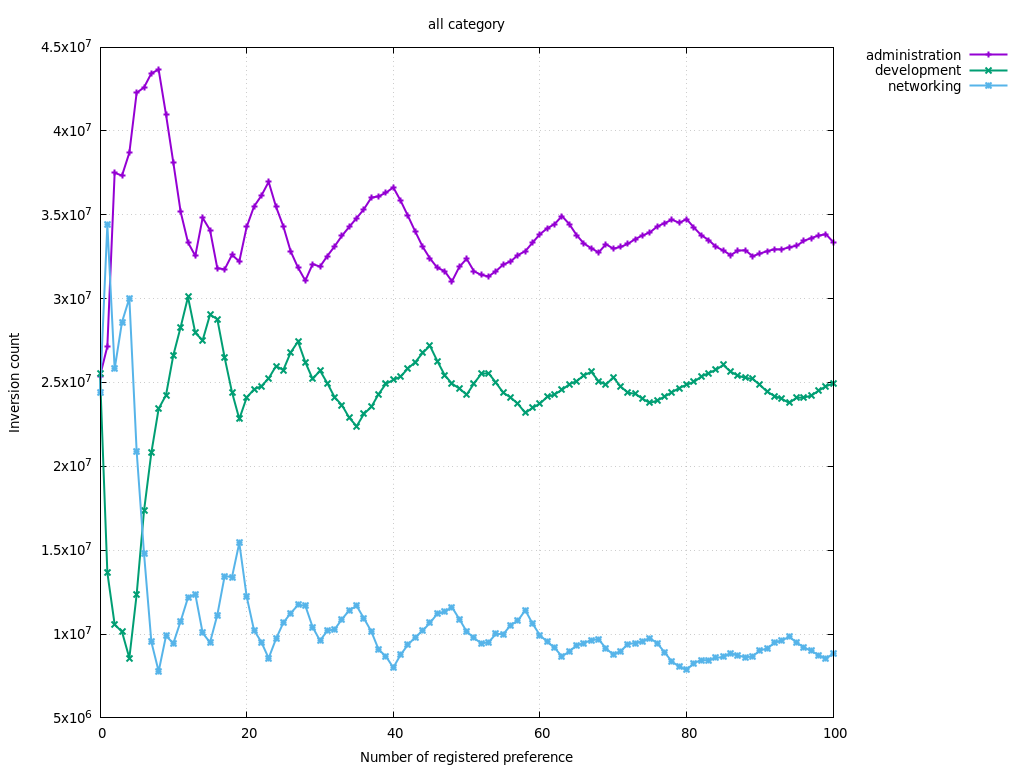 all category
administration
development
networking
4.5x10^7
4x10^7
3.5x10^7
3x10^7
2.5x10^7
2x10^7
1.5x10^7
1x10^7
5x10^6
Inversion count
0 20 40 60 80 100
Number of registered preference